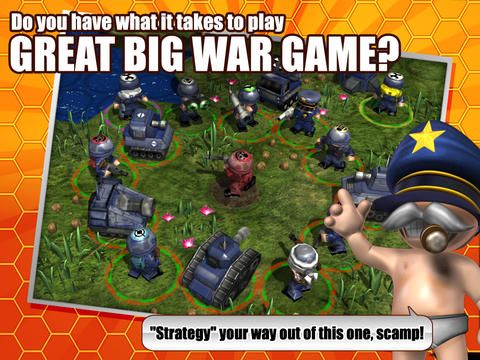 Do you have what it takes to play
GREAT BIG WAR GAME?
"Strategy" your way out of this one, scamp!